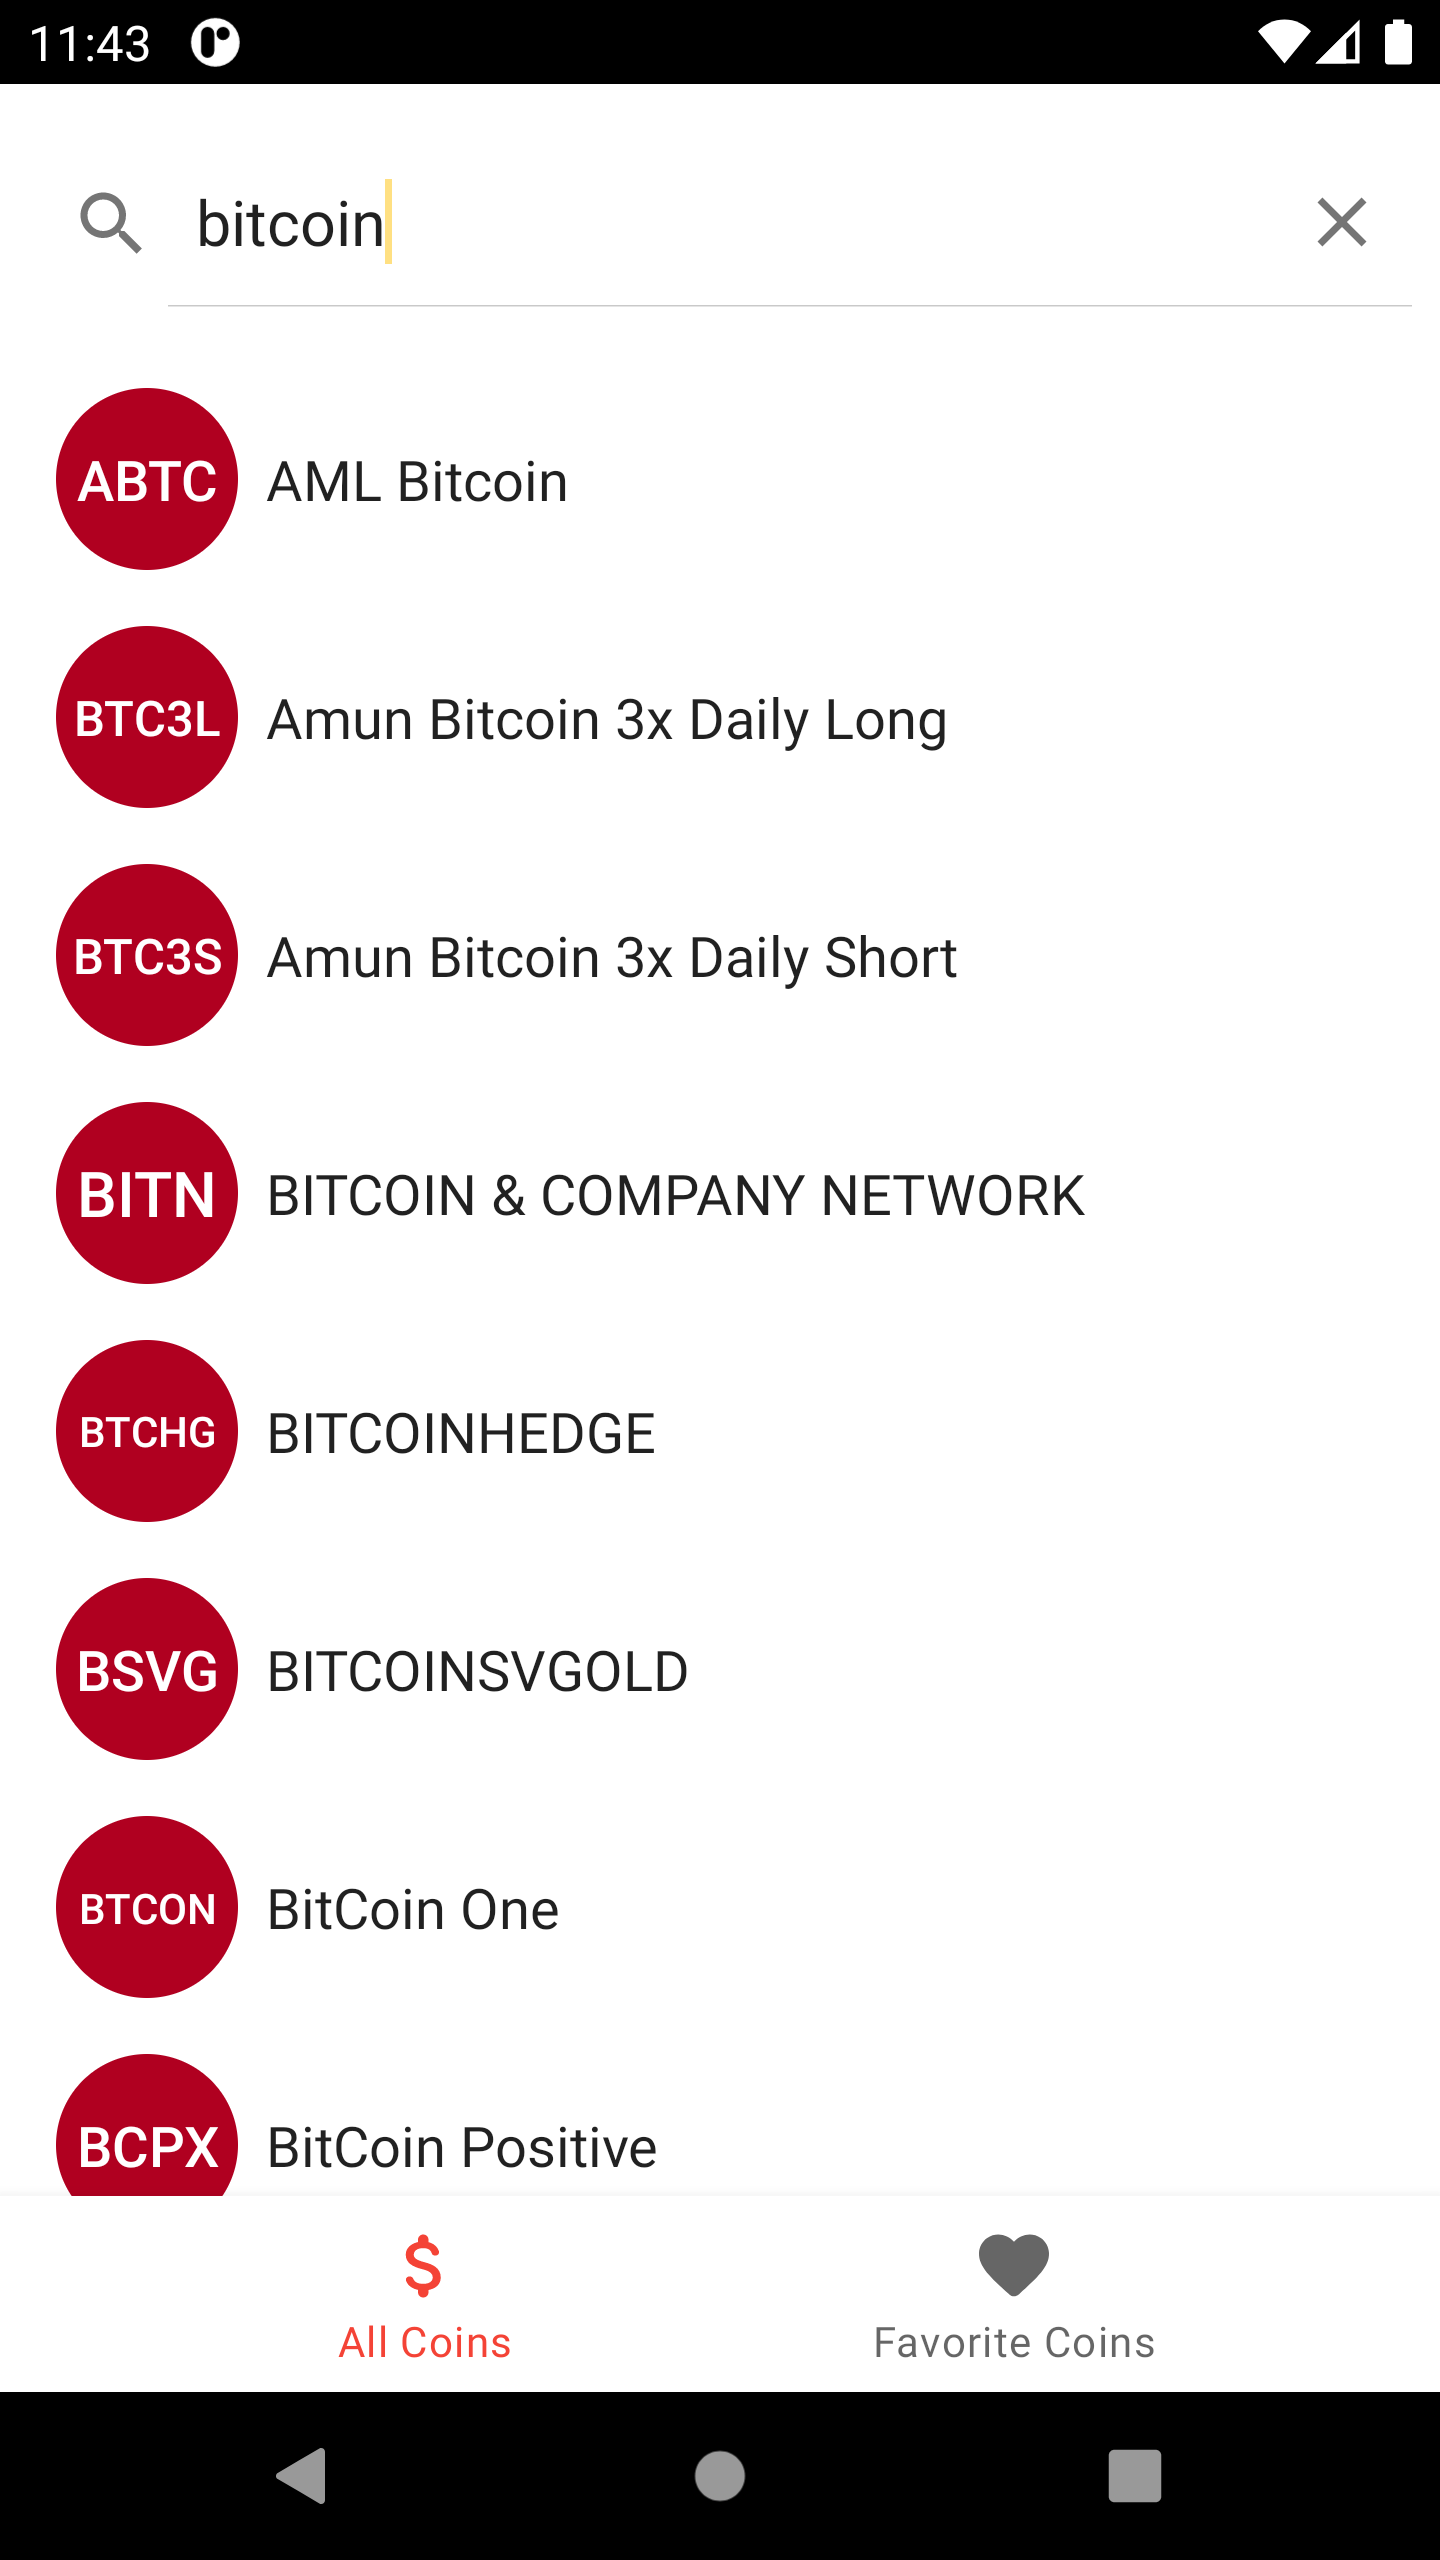 11:43
bitcoin
ABTC AML Bitcoin
BTC3L Amun Bitcoin 3x Daily Long
BTC3S Amun Bitcoin 3x Daily Short
BITN BITCOIN & COMPANY NETWORK
BTCHG BITCOINHEDGE
BSVG BITCOINSVGOLD
BTCON BitCoin One
BCPX BitCoin Positive
All Coins Favorite Coins